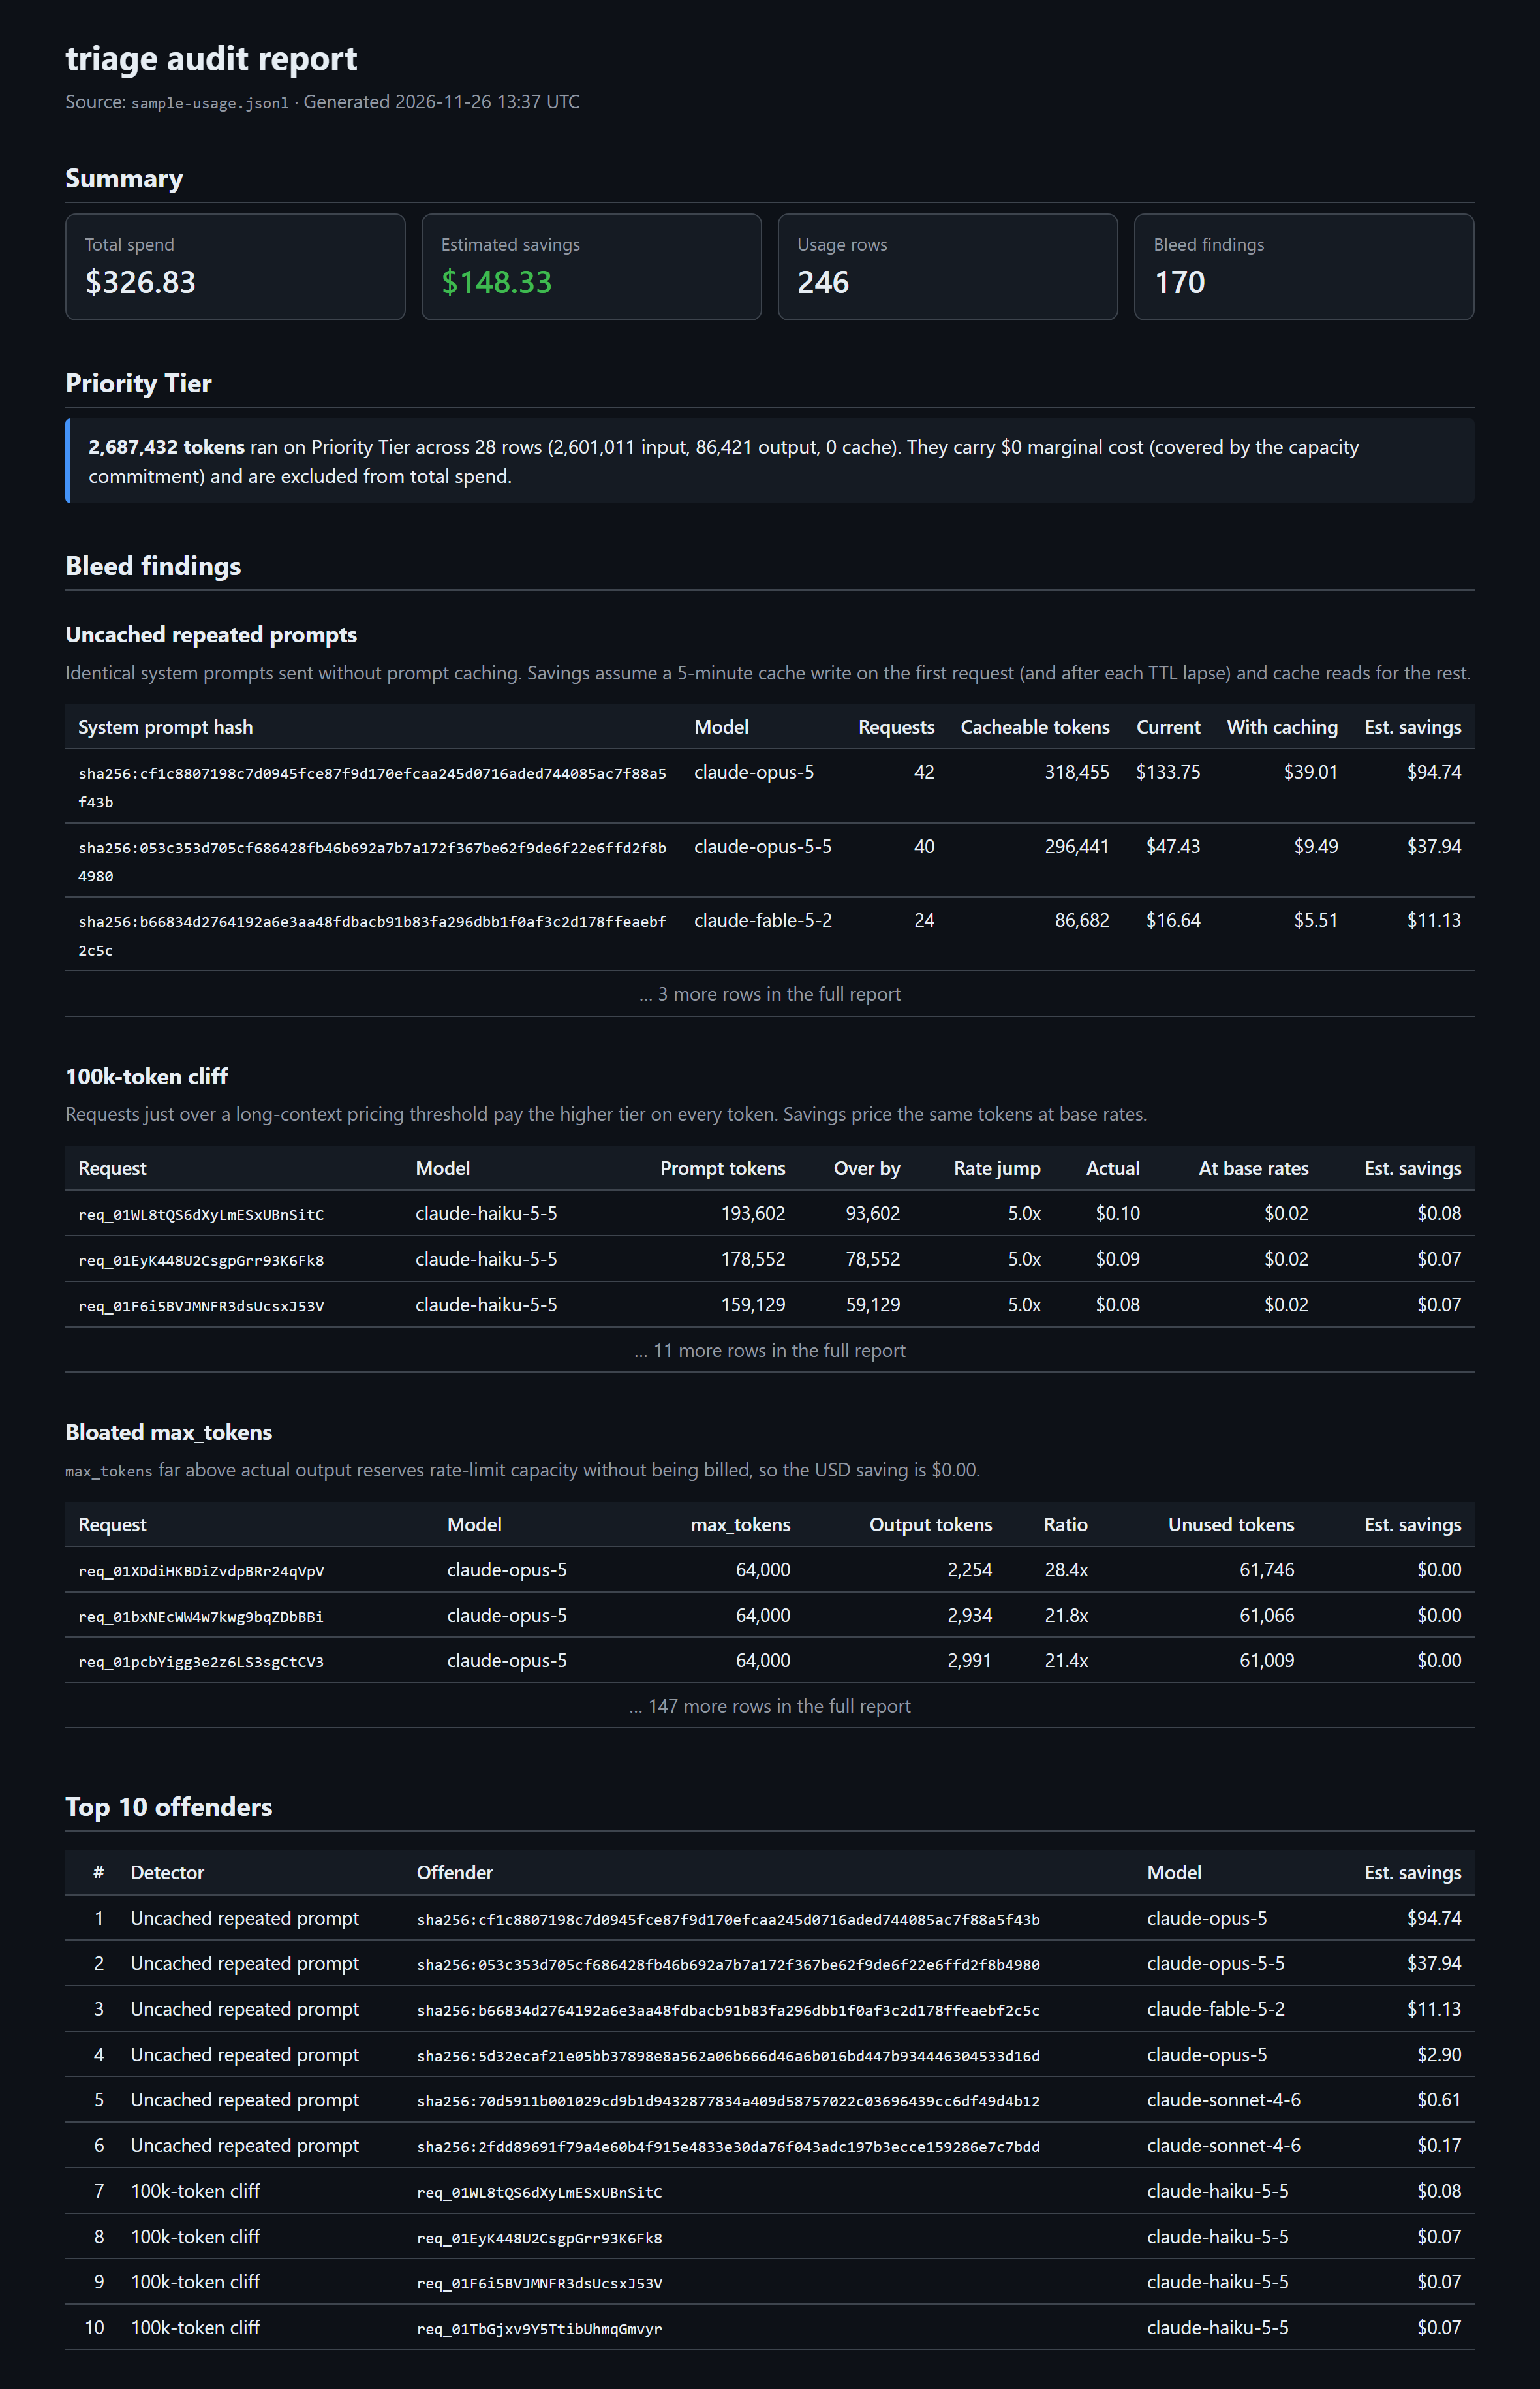 triage audit report
Source: sample-usage.jsonl · Generated 2026-11-26 13:37 UTC
Summary
Total spend
$326.83
Estimated savings
$148.33
Usage rows
246
Bleed findings
170
Priority Tier
2,687,432 tokens ran on Priority Tier across 28 rows (2,601,011 input, 86,421 output, 0 cache). They carry $0 marginal cost (covered by the capacity
commitment) and are excluded from total spend.
Bleed findings
Uncached repeated prompts
Identical system prompts sent without prompt caching. Savings assume a 5-minute cache write on the first request (and after each TTL lapse) and cache reads for the rest.
System prompt hash Model Requests Cacheable tokens Current With caching Est. savings
sha256:cf1c8807198c7d0945fce87f9d170efcaa245d0716aded744085ac7f88a5 claude-opus-5 42 318,455 $133.75 $39.01 $94.74
f43b
sha256:053c353d705cf686428fb46b692a7b7a172f367be62f9de6f22e6ffd2f8b claude-opus-5-5 40 296,441 $47.43 $9.49 $37.94
4980
sha256:b66834d2764192a6e3aa48fdbacb91b83fa296dbb1f0af3c2d178ffeaebf claude-fable-5-2 24 86,682 $16.64 $5.51 $11.13
2c5c
... 3 more rows in the full report
100k-token cliff
Requests just over a long-context pricing threshold pay the higher tier on every token. Savings price the same tokens at base rates.
Request Model Prompt tokens Over by Rate jump Actual At base rates Est. savings
req_01WL8tQS6dXyLmESxUBnSitC claude-haiku-5-5 193,602 93,602 5.0x $0.10 $0.02 $0.08
req_01EyK448U2CsgpGrr93K6Fk8 claude-haiku-5-5 178,552 78,552 5.0x $0.09 $0.02 $0.07
req_01F6i5BVJMNFR3dsUcsxJ53V claude-haiku-5-5 159,129 59,129 5.0x $0.08 $0.02 $0.07
... 11 more rows in the full report
Bloated max_tokens
max_tokens far above actual output reserves rate-limit capacity without being billed, so the USD saving is $0.00.
Request Model max_tokens Output tokens Ratio Unused tokens Est. savings
req_01XDdiHKBDiZvdpBRr24qVpV claude-opus-5 64,000 2,254 28.4x 61,746 $0.00
req_01bxNEcWW4w7kwg9bqZDbBBi claude-opus-5 64,000 2,934 21.8x 61,066 $0.00
req_01pcbYigg3e2z6LS3sgCtCV3 claude-opus-5 64,000 2,991 21.4x 61,009 $0.00
... 147 more rows in the full report
Top 10 offenders
# Detector Offender Model Est. savings
1 Uncached repeated prompt sha256:cf1c8807198c7d0945fce87f9d170efcaa245d0716aded744085ac7f88a5f43b claude-opus-5 $94.74
2 Uncached repeated prompt sha256:053c353d705cf686428fb46b692a7b7a172f367be62f9de6f22e6ffd2f8b4980 claude-opus-5-5 $37.94
3 Uncached repeated prompt sha256:b66834d2764192a6e3aa48fdbacb91b83fa296dbb1f0af3c2d178ffeaebf2c5c claude-fable-5-2 $11.13
4 Uncached repeated prompt sha256:5d32ecaf21e05bb37898e8a562a06b666d46a6b016bd447b934446304533d16d claude-opus-5 $2.90
5 Uncached repeated prompt sha256:70d5911b001029cd9b1d9432877834a409d58757022c03696439cc6df49d4b12 claude-sonnet-4-6 $0.61
6 Uncached repeated prompt sha256:2fdd89691f79a4e60b4f915e4833e30da76f043adc197b3ecce159286e7c7bdd claude-sonnet-4-6 $0.17
7 100k-token cliff req_01WL8tQS6dXyLmESxUBnSitC claude-haiku-5-5 $0.08
8 100k-token cliff req_01EyK448U2CsgpGrr93K6Fk8 claude-haiku-5-5 $0.07
9 100k-token cliff req_01F6i5BVJMNFR3dsUcsxJ53V claude-haiku-5-5 $0.07
10 100k-token cliff req_01TbGjxv9Y5TtibUhmqGmvyr claude-haiku-5-5 $0.07